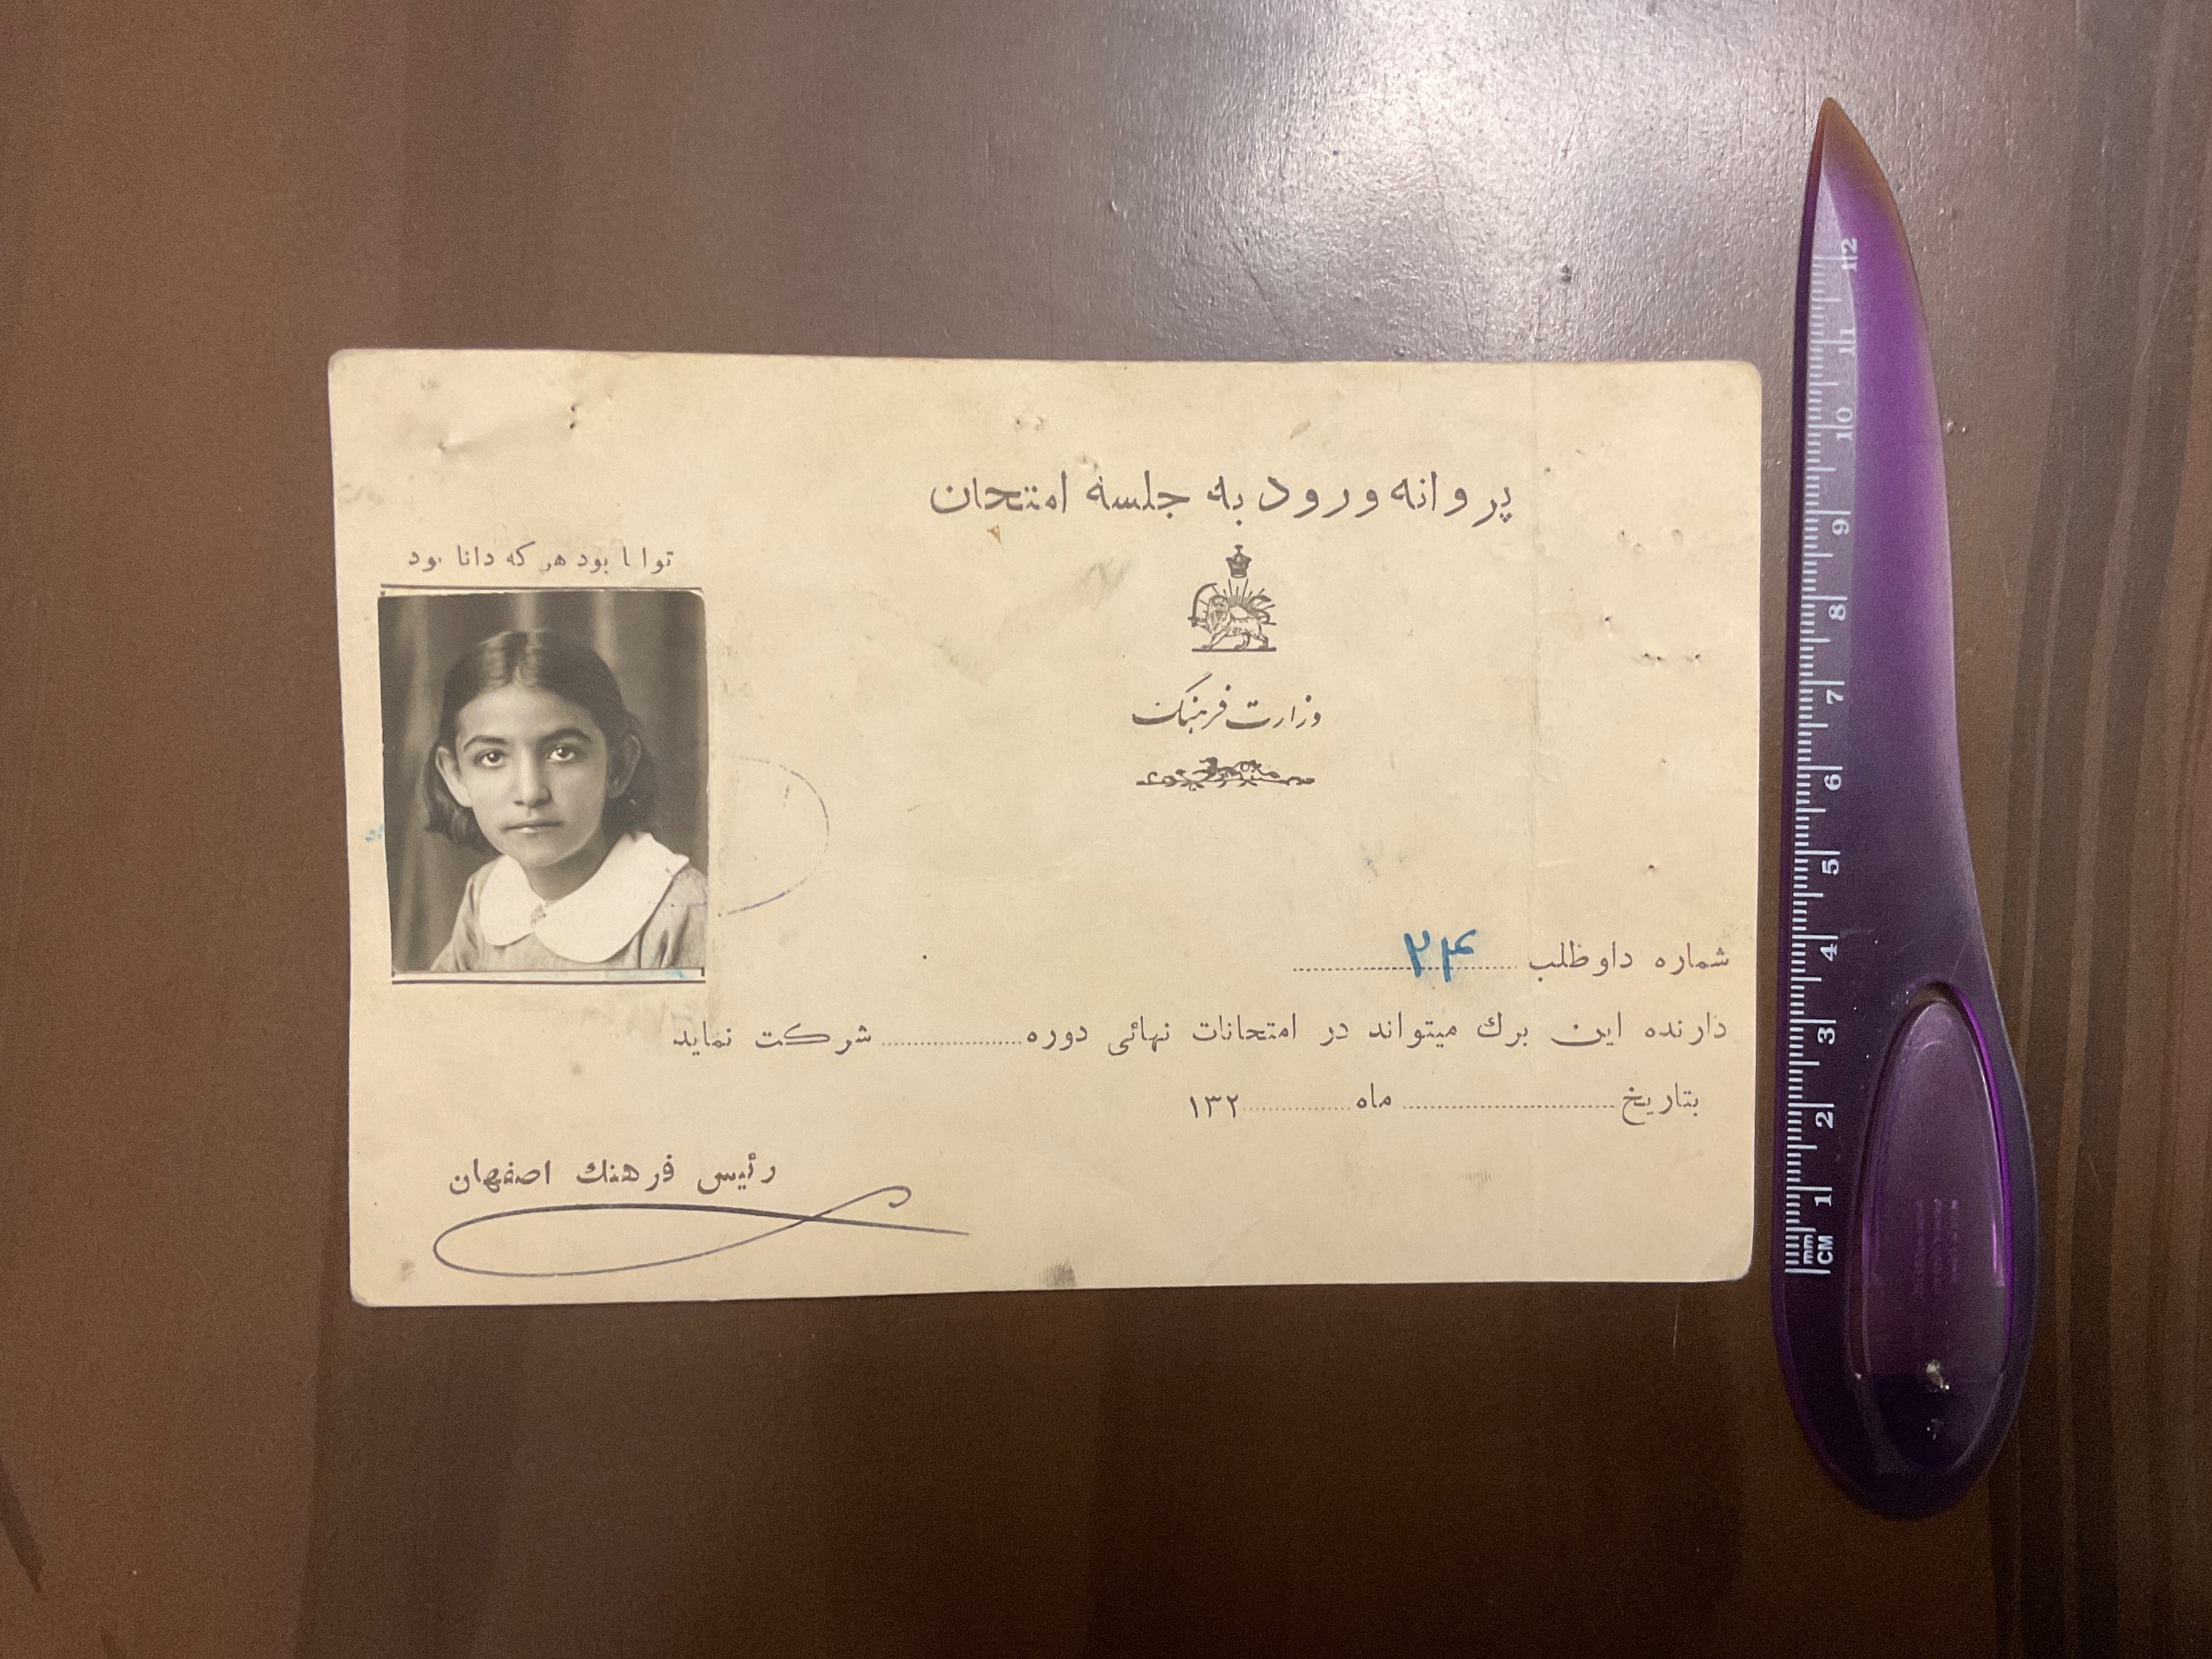 پروانه ورود به جلسه امتحان
توا ا بود هر که دانا بود
وزارت فرهنگ
شماره داوطلب ........ ۲۴ ........
دارنده این برك میتواند در امتحانات نهائی دوره .................... شركت نماید
بتاریخ .............................. ماه ............... ۱۳۲
رئیس فرهنك اصفهان
12
11
10
9
8
7
6
5
4
3
2
1
mm
CM